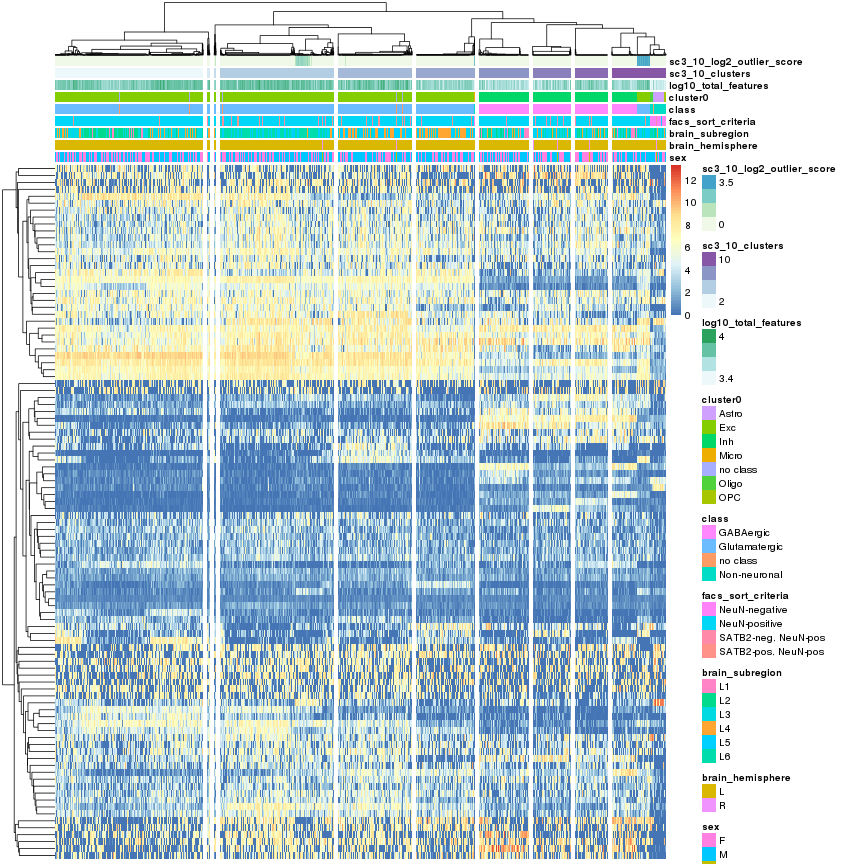 sc3_10_log2_outlier_score
sc3_10_clusters
log10_total_features
cluster0
class
facs_sort_criteria
brain_subregion
brain_hemisphere
sex
12
10
8
6
4
2
0
sc3_10_log2_outlier_score
3.5
0
sc3_10_clusters
10
2
log10_total_features
4
3.4
cluster0
Astro
Exc
Inh
Micro
no class
Oligo
OPC
class
GABAergic
Glutamatergic
no class
Non-neuronal
facs_sort_criteria
NeuN-negative
NeuN-positive
SATB2-neg. NeuN-pos
SATB2-pos. NeuN-pos
brain_subregion
L1
L2
L3
L4
L5
L6
brain_hemisphere
L
R
sex
F
M